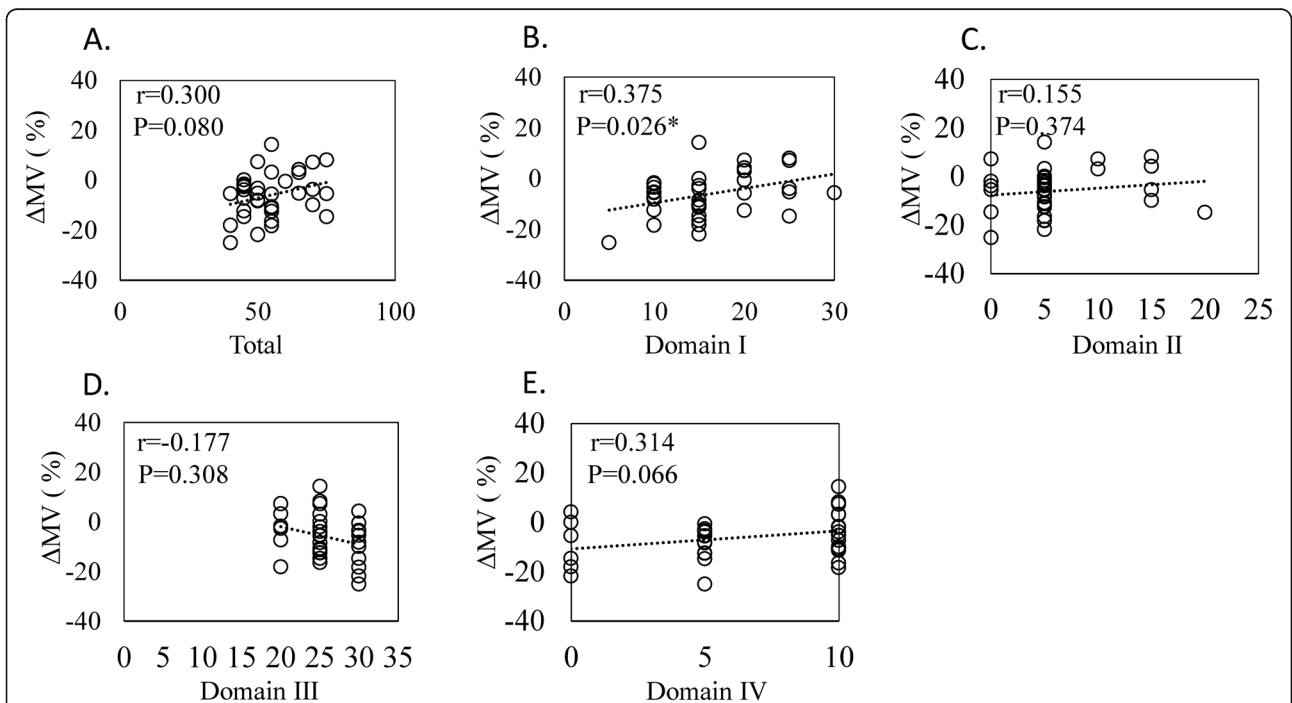 A.
r=0.300
P=0.080
ΔMV ( %)
40
20
0
-20
-40
0 50 100
Total
B.
r=0.375
P=0.026*
ΔMV ( %)
40
20
0
-20
-40
0 10 20 30
Domain I
C.
r=0.155
P=0.374
ΔMV ( %)
40
20
0
-20
-40
0 5 10 15 20 25
Domain II
D.
r=-0.177
P=0.308
ΔMV ( %)
40
20
0
-20
-40
0 5 10 15 20 25 30 35
Domain III
E.
r=0.314
P=0.066
ΔMV ( %)
40
20
0
-20
-40
0 5 10
Domain IV